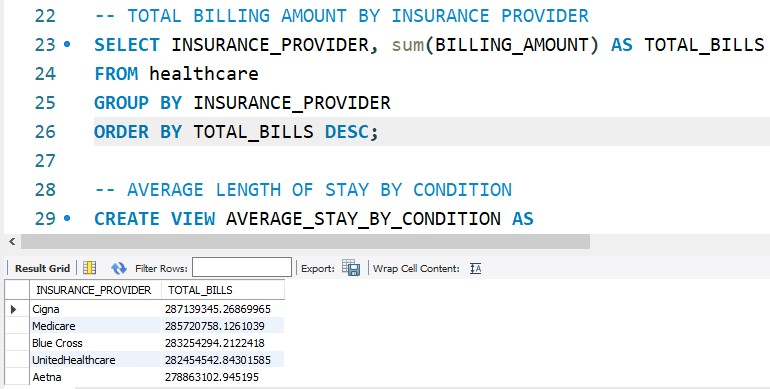 22 -- TOTAL BILLING AMOUNT BY INSURANCE PROVIDER
23 SELECT INSURANCE_PROVIDER, sum(BILLING_AMOUNT) AS TOTAL_BILLS
24 FROM healthcare
25 GROUP BY INSURANCE_PROVIDER
26 ORDER BY TOTAL_BILLS DESC;
27
28 -- AVERAGE LENGTH OF STAY BY CONDITION
29 CREATE VIEW AVERAGE_STAY_BY_CONDITION AS
Result Grid Filter Rows: Export: Wrap Cell Content:
INSURANCE_PROVIDER TOTAL_BILLS
Cigna 287139345.26869965
Medicare 285720758.1261039
Blue Cross 283254294.2122418
UnitedHealthcare 282454542.84301585
Aetna 278863102.945195